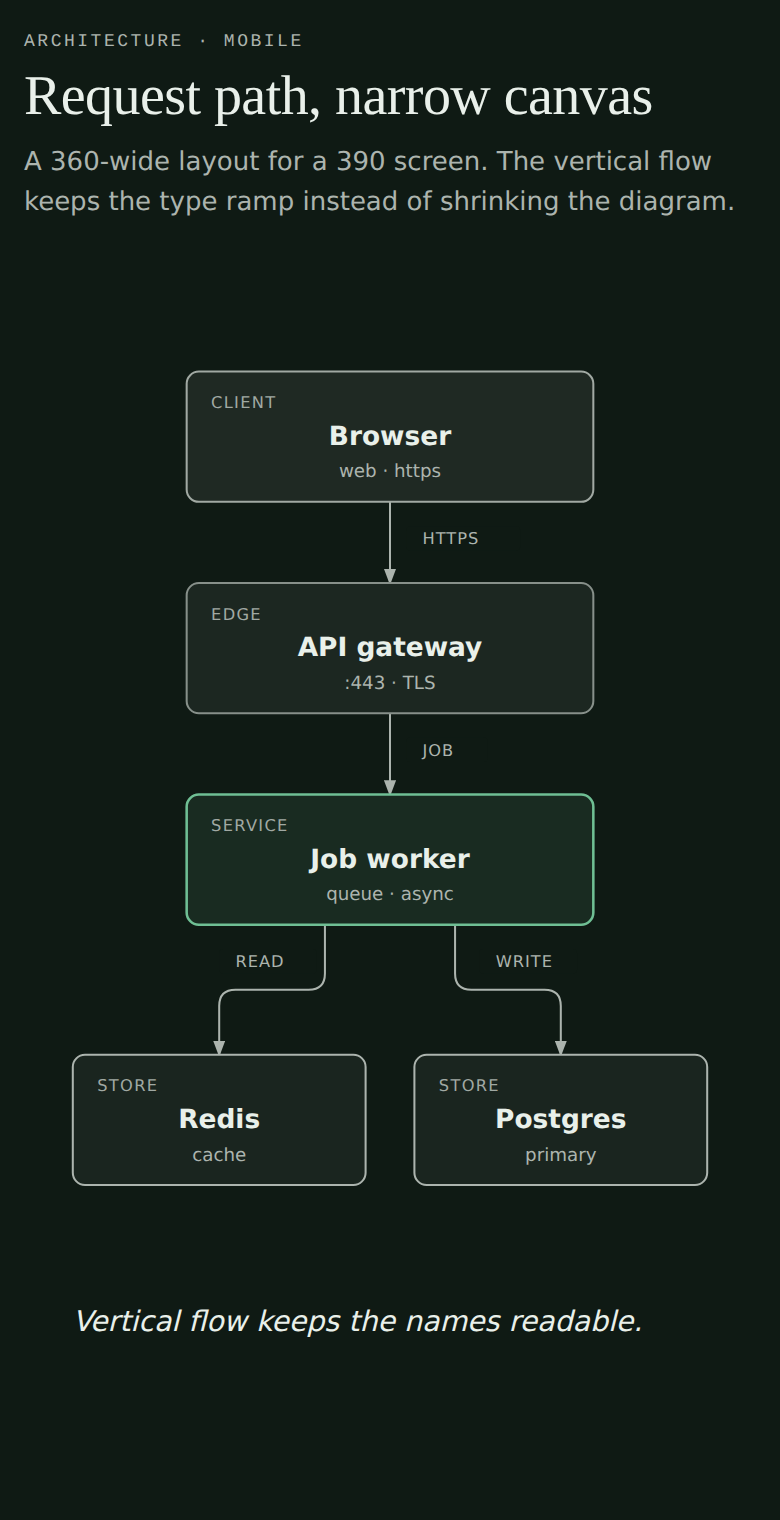 ARCHITECTURE · MOBILE
Request path, narrow canvas
A 360-wide layout for a 390 screen. The vertical flow
keeps the type ramp instead of shrinking the diagram.
CLIENT
Browser
web · https
HTTPS
EDGE
API gateway
:443 · TLS
JOB
SERVICE
Job worker
queue · async
READ
WRITE
STORE
Redis
cache
STORE
Postgres
primary
Vertical flow keeps the names readable.